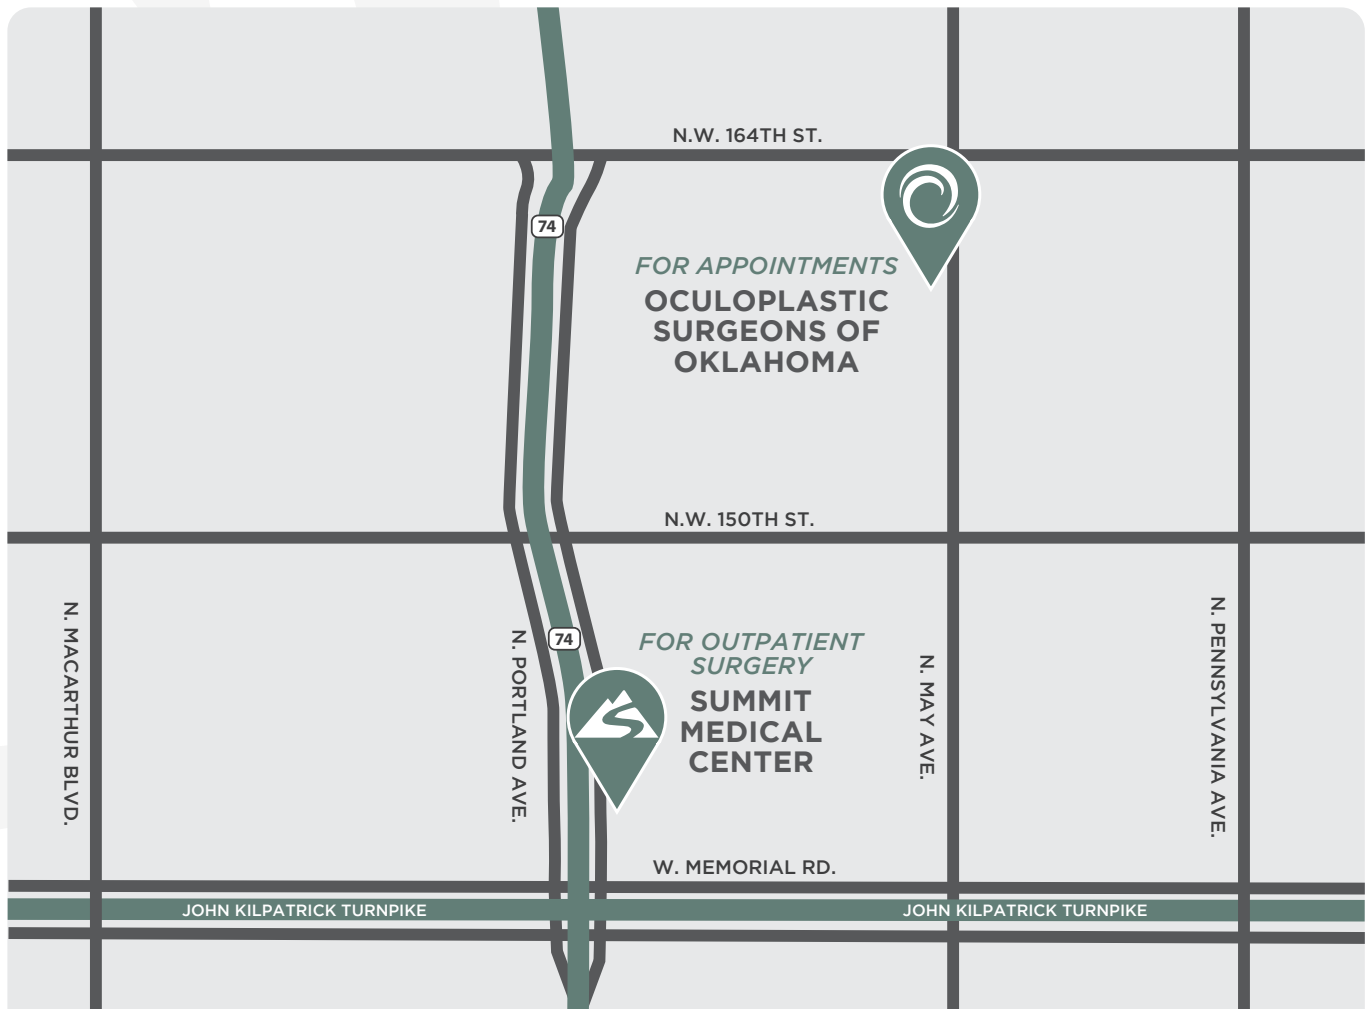 N.W. 164TH ST.
74
FOR APPOINTMENTS
OCULOPLASTIC
SURGEONS OF
OKLAHOMA
N.W. 150TH ST.
N. MACARTHUR BLVD.
N. PORTLAND AVE.
74
FOR OUTPATIENT
SURGERY
SUMMIT
MEDICAL
CENTER
N. MAY AVE.
N. PENNSYLVANIA AVE.
W. MEMORIAL RD.
JOHN KILPATRICK TURNPIKE
JOHN KILPATRICK TURNPIKE